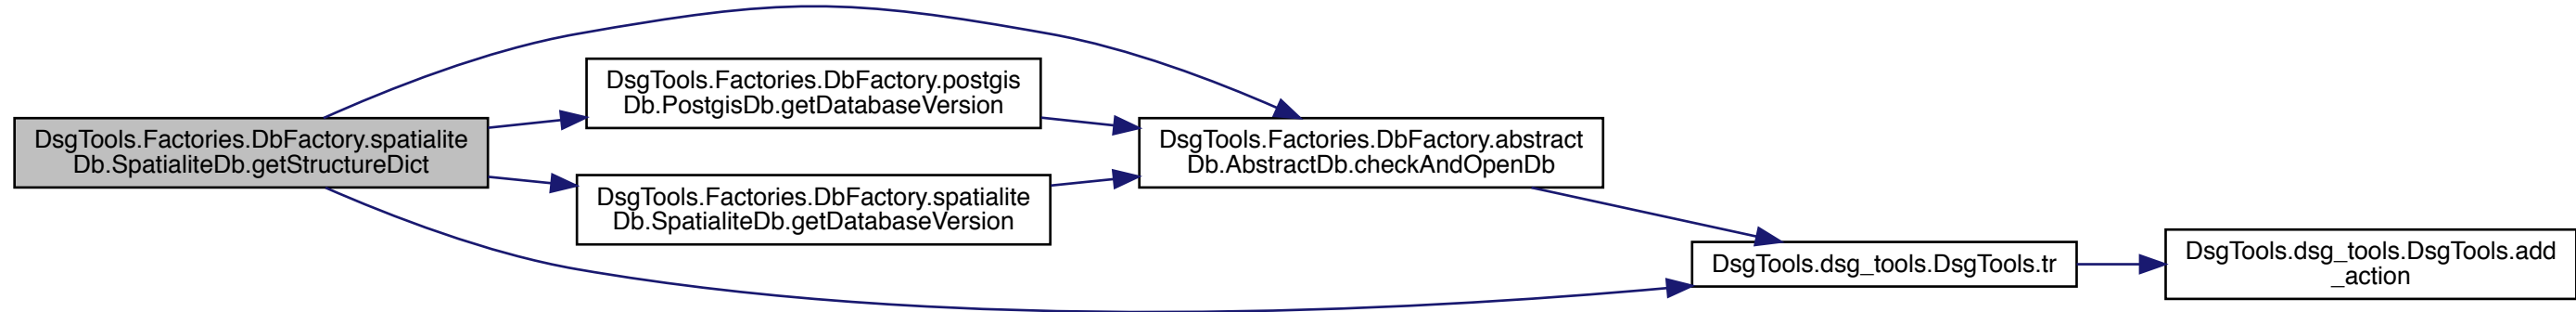 DsgTools.Factories.DbFactory.spatialite
Db.SpatialiteDb.getStructureDict
DsgTools.Factories.DbFactory.postgis
Db.PostgisDb.getDatabaseVersion
DsgTools.Factories.DbFactory.spatialite
Db.SpatialiteDb.getDatabaseVersion
DsgTools.Factories.DbFactory.abstract
Db.AbstractDb.checkAndOpenDb
DsgTools.dsg_tools.DsgTools.tr
DsgTools.dsg_tools.DsgTools.add
_action